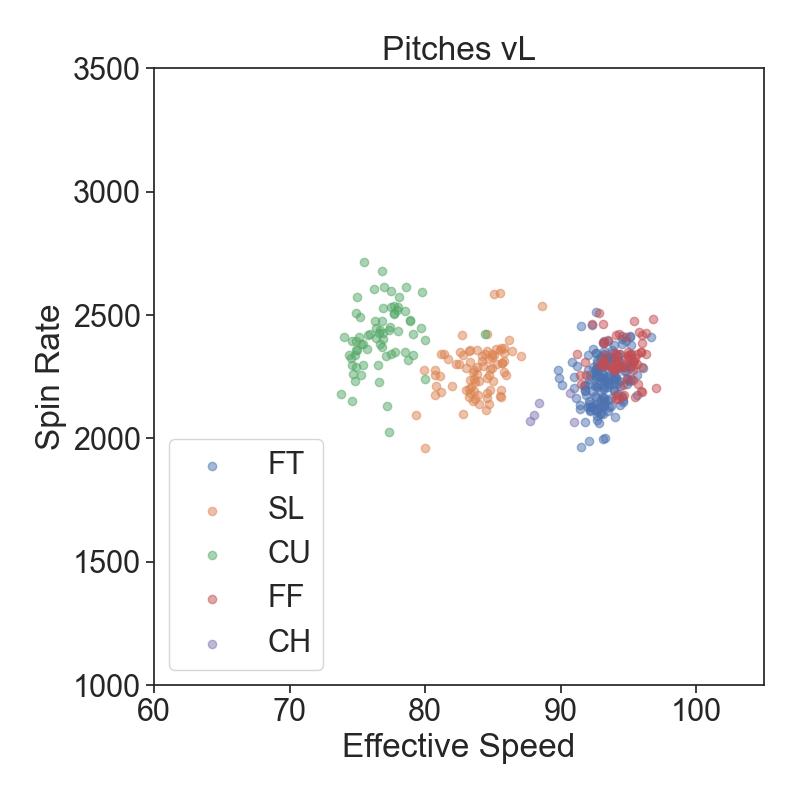 Pitches vL
3500
3000
2500
2000
1500
1000
Spin Rate
FT
SL
CU
FF
CH
60 70 80 90 100
Effective Speed